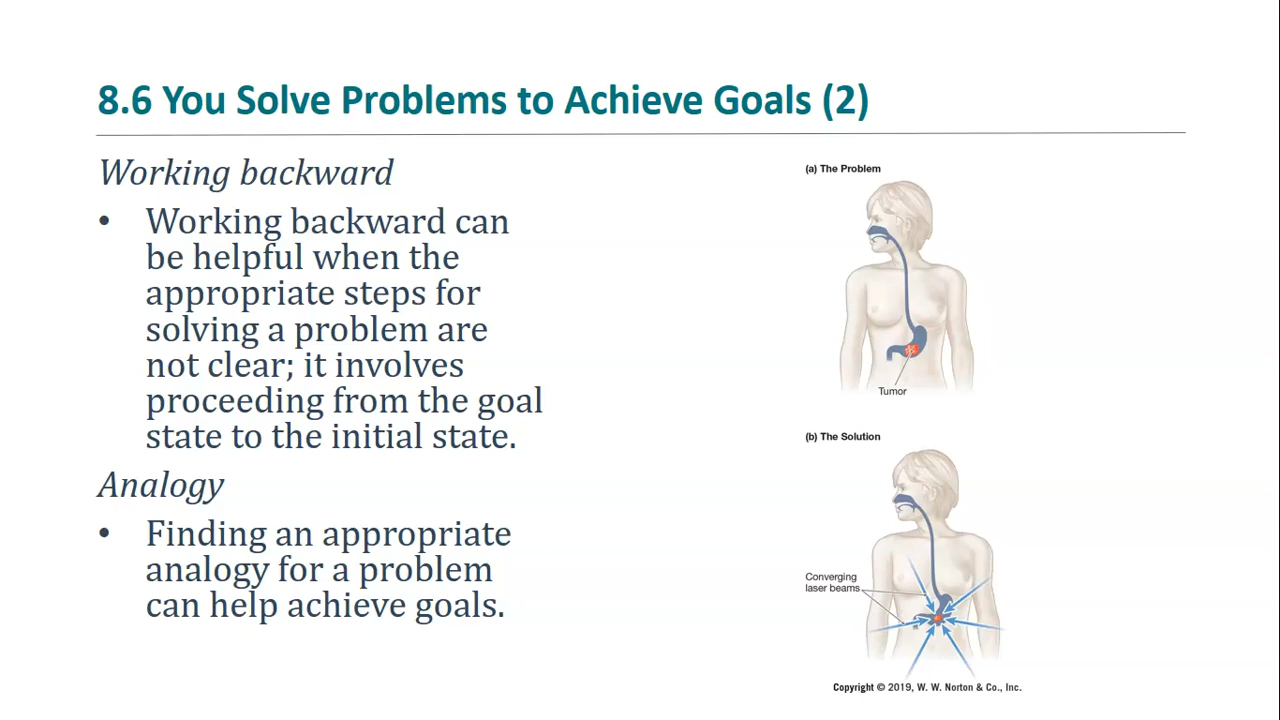 8.6 You Solve Problems to Achieve Goals (2)
Working backward
• Working backward can
be helpful when the
appropriate steps for
solving a problem are
not clear; it involves
proceeding from the goal
state to the initial state.
Analogy
• Finding an appropriate
analogy for a problem
can help achieve goals.
(a) The Problem
Tumor
(b) The Solution
Converging
laser beams
Copyright © 2019, W. W. Norton & Co., Inc.